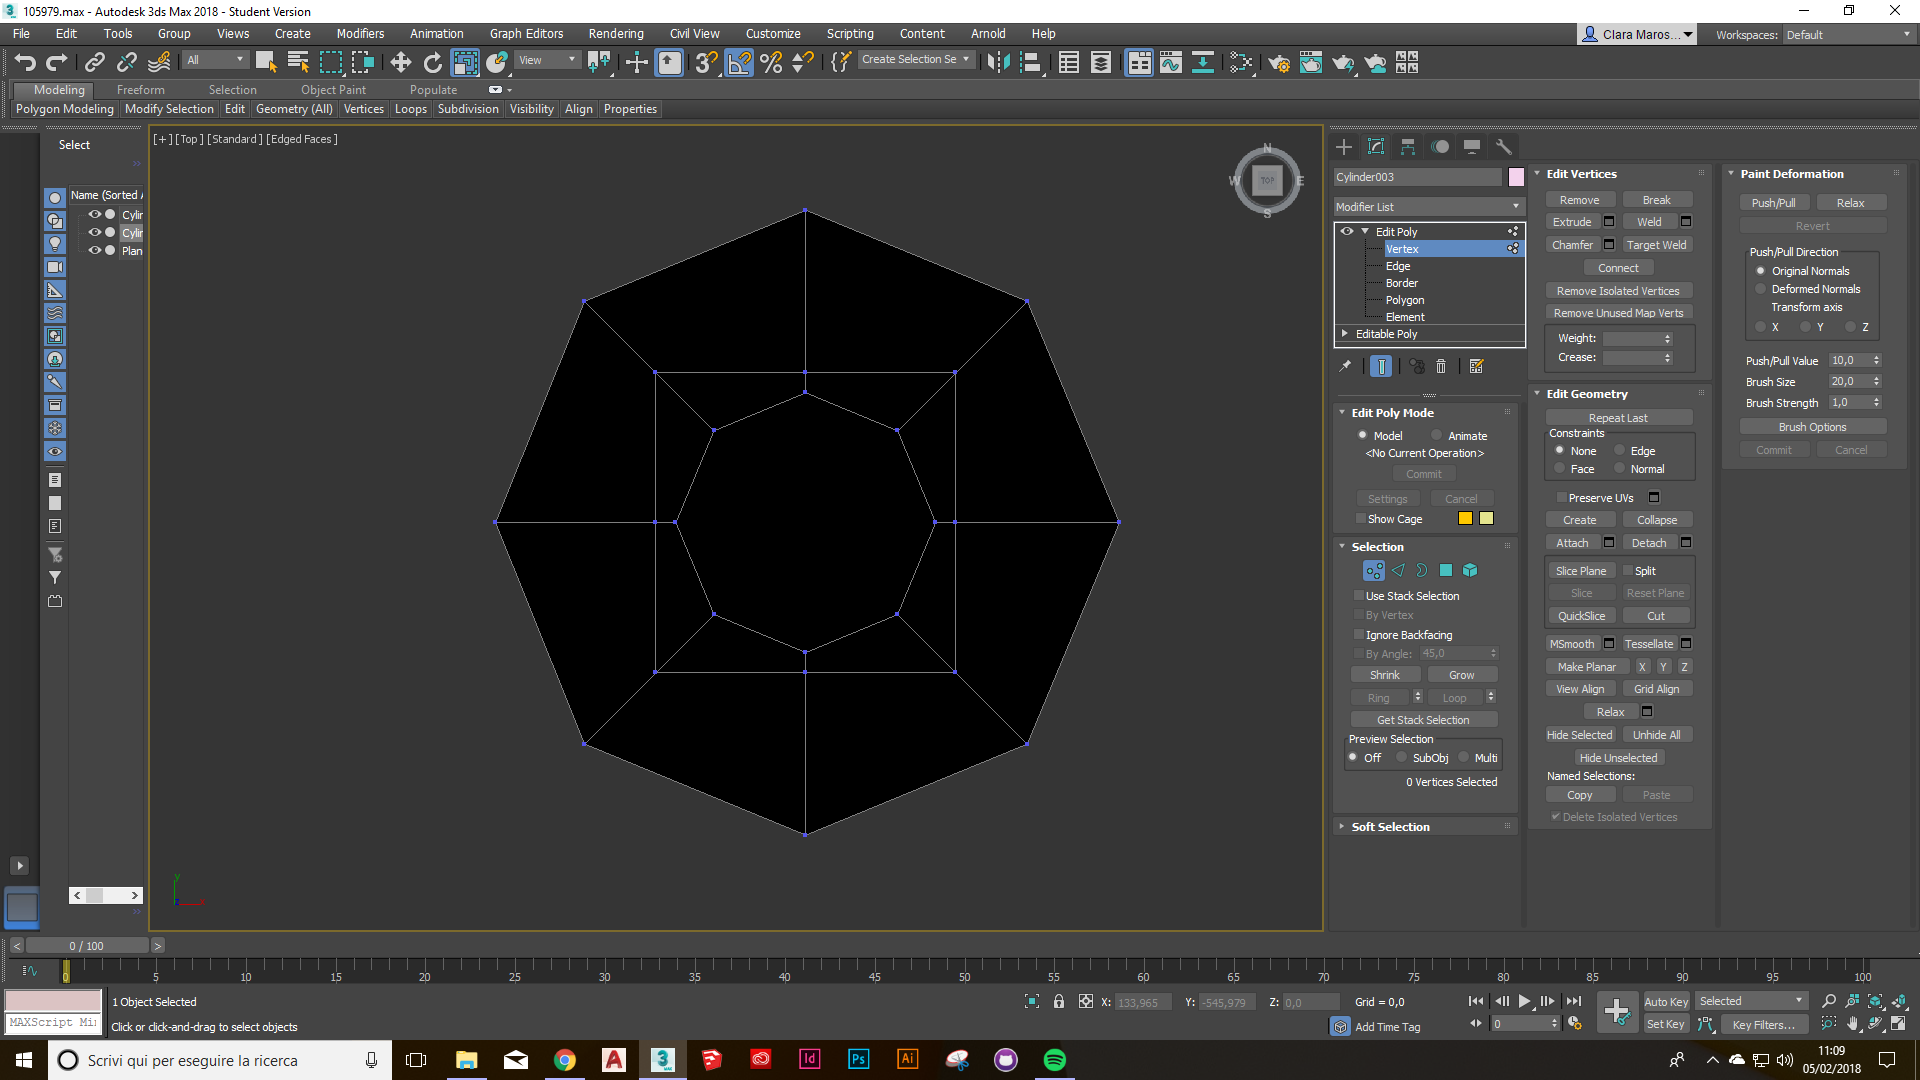 105979.max - Autodesk 3ds Max 2018 - Student Version
File Edit Tools Group Views Create Modifiers Animation Graph Editors Rendering Civil View Customize Scripting Content Arnold Help
Clara Maros... Workspaces: Default
All View Create Selection Se
Modeling Freeform Selection Object Paint Populate
Polygon Modeling Modify Selection Edit Geometry (All) Vertices Loops Subdivision Visibility Align Properties
Select
Name (Sorted A
Cylir
Cylir
Plan
[+] [Top] [Standard] [Edged Faces]
N
W TOP E
S
y
Cylinder003
Modifier List
Edit Poly
Vertex
Edge
Border
Polygon
Element
Editable Poly
Edit Poly Mode
Model Animate
<No Current Operation>
Commit
Settings Cancel
Show Cage
Selection
Use Stack Selection
By Vertex
Ignore Backfacing
By Angle: 45,0
Shrink Grow
Ring Loop
Get Stack Selection
Preview Selection
Off SubObj Multi
0 Vertices Selected
Soft Selection
Edit Vertices
Remove Break
Extrude Weld
Chamfer Target Weld
Connect
Remove Isolated Vertices
Remove Unused Map Verts
Weight:
Crease:
Edit Geometry
Repeat Last
Constraints
None Edge
Face Normal
Preserve UVs
Create Collapse
Attach Detach
Slice Plane Split
Slice Reset Plane
QuickSlice Cut
MSmooth Tessellate
Make Planar X Y Z
View Align Grid Align
Relax
Hide Selected Unhide All
Hide Unselected
Named Selections:
Copy Paste
Delete Isolated Vertices
Paint Deformation
Push/Pull Relax
Revert
Push/Pull Direction
Original Normals
Deformed Normals
Transform axis
X Y Z
Push/Pull Value 10,0
Brush Size 20,0
Brush Strength 1,0
Brush Options
Commit Cancel
< 0 / 100 >
0 5 10 15 20 25 30 35 40 45 50 55 60 65 70 75 80 85 90 95 100
1 Object Selected
X: 133,965 Y: -545,979 Z: 0,0 Grid = 0,0
Auto Key Selected
MAXScript Mi
Click or click-and-drag to select objects
Add Time Tag
0
Set Key Key Filters...
Scrivi qui per eseguire la ricerca
11:09
05/02/2018